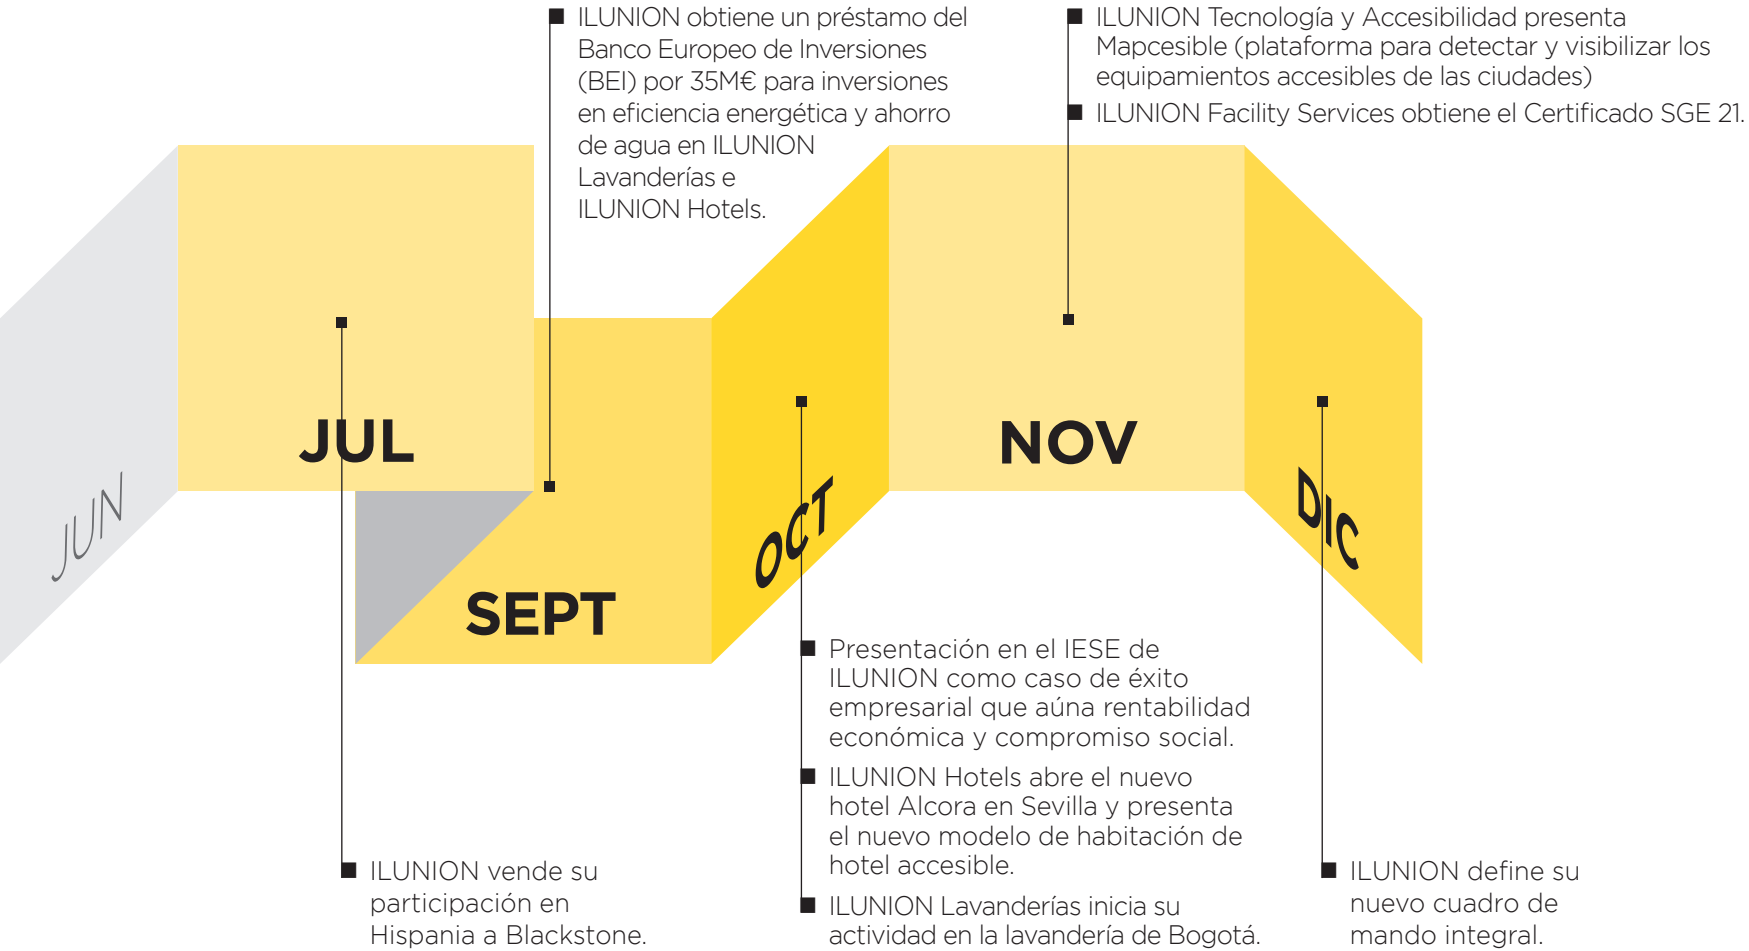 ILUNION obtiene un préstamo del
Banco Europeo de Inversiones
(BEI) por 35M€ para inversiones
en eficiencia energética y ahorro
de agua en ILUNION
Lavanderías e
ILUNION Hotels.
ILUNION Tecnología y Accesibilidad presenta
Mapcesible (plataforma para detectar y visibilizar los
equipamientos accesibles de las ciudades)
ILUNION Facility Services obtiene el Certificado SGE 21.
JUN
JUL
SEPT
OCT
NOV
DIC
ILUNION vende su
participación en
Hispania a Blackstone.
Presentación en el IESE de
ILUNION como caso de éxito
empresarial que aúna rentabilidad
económica y compromiso social.
ILUNION Hotels abre el nuevo
hotel Alcora en Sevilla y presenta
el nuevo modelo de habitación de
hotel accesible.
ILUNION Lavanderías inicia su
actividad en la lavandería de Bogotá.
ILUNION define su
nuevo cuadro de
mando integral.